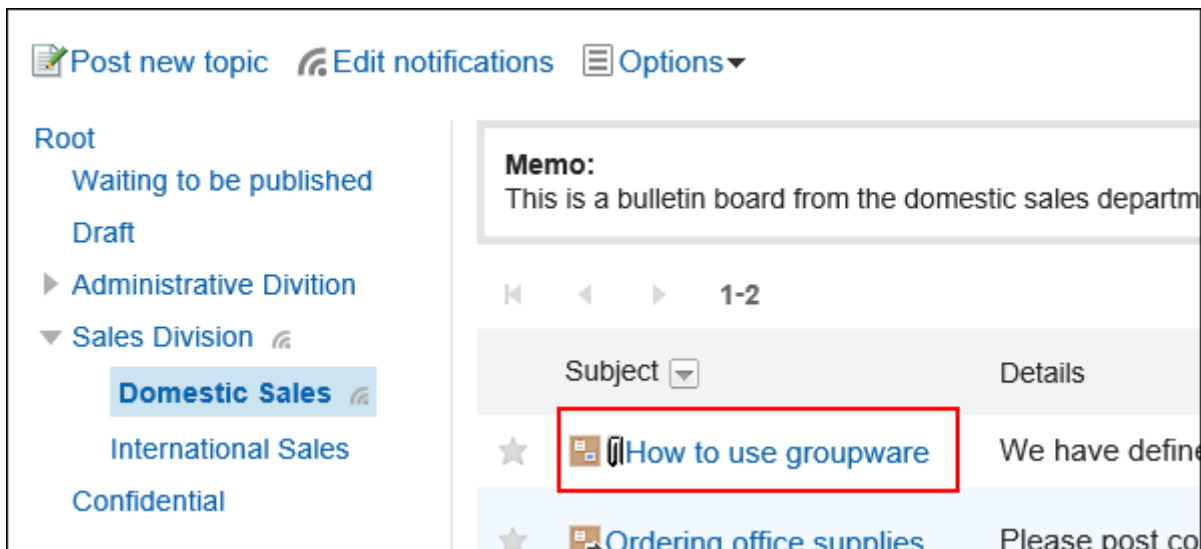 Post new topic Edit notifications Options
Root
Waiting to be published
Draft
Administrative Divition
Sales Division
Domestic Sales
International Sales
Confidential
Memo:
This is a bulletin board from the domestic sales departm
1-2
Subject Details
How to use groupware We have define
Ordering office supplies Please post co